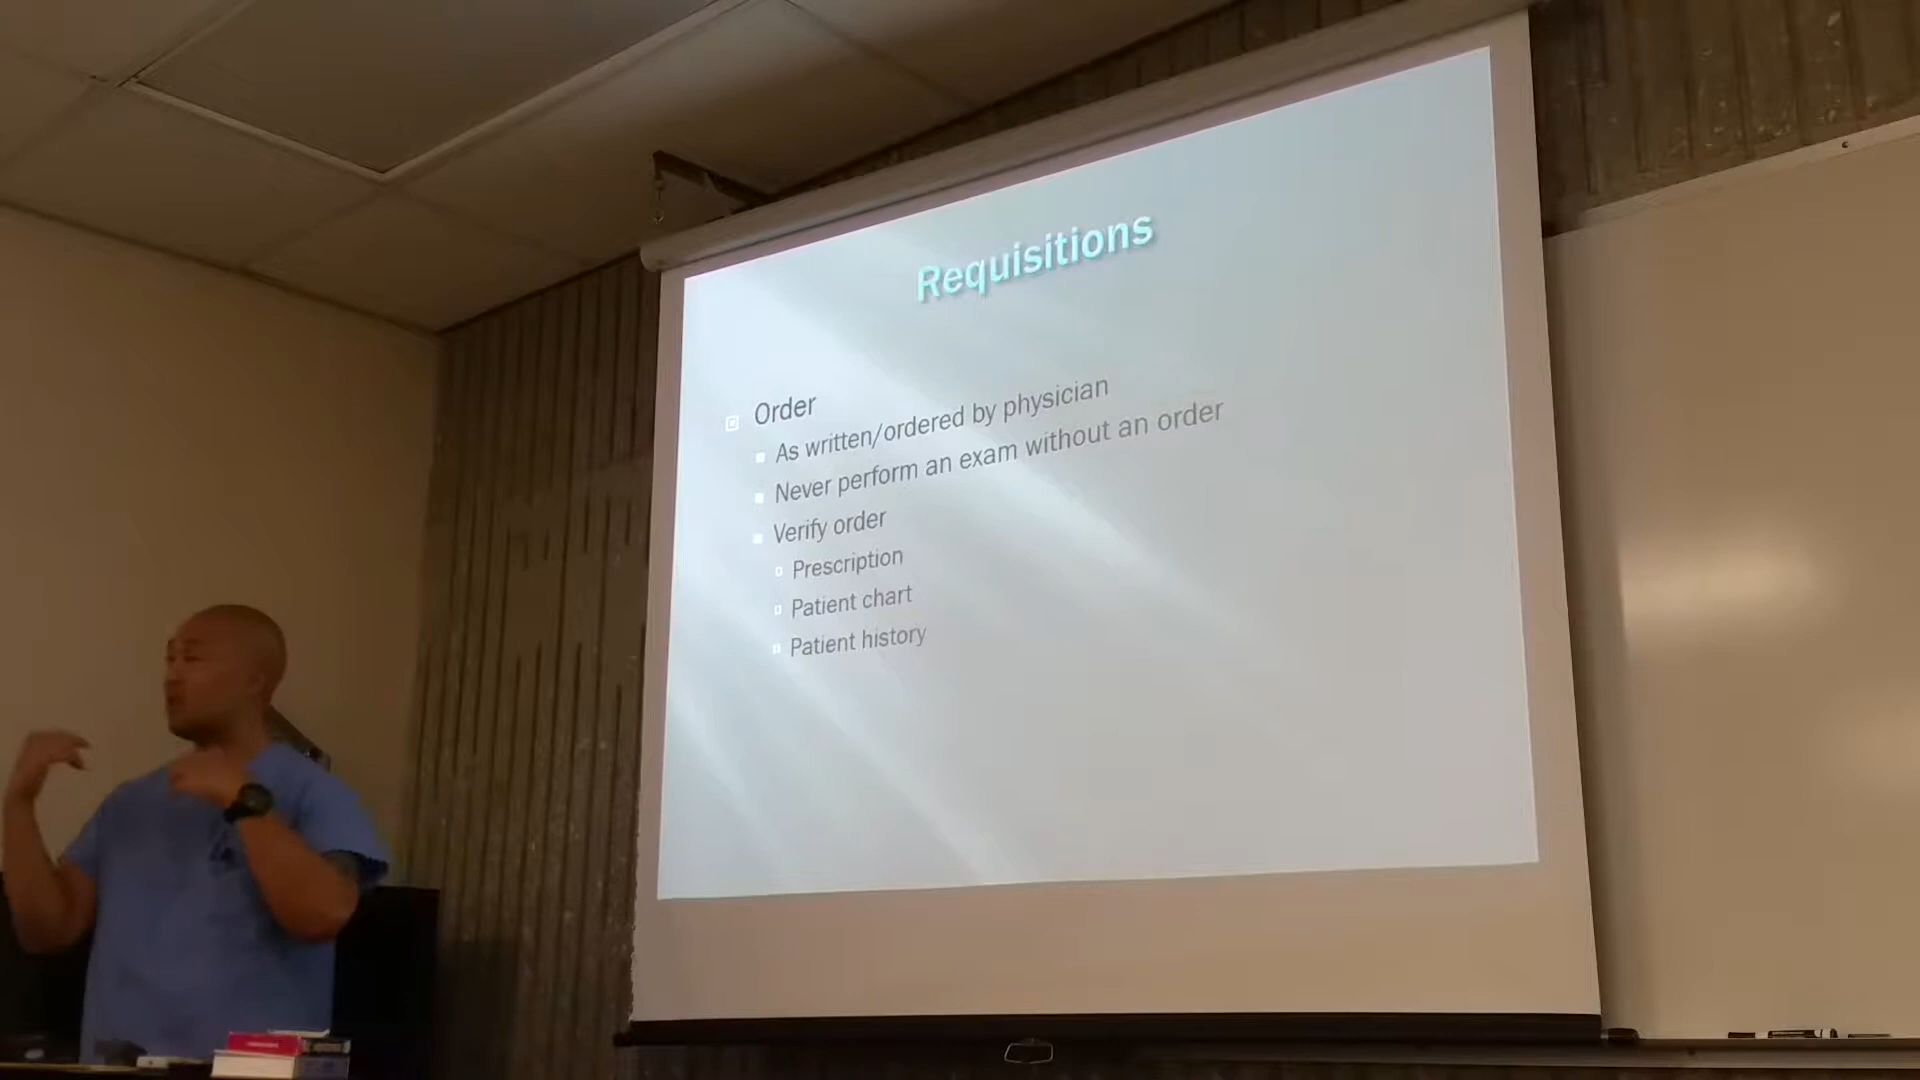 Requisitions
Order
As written/ordered by physician
Never perform an exam without an order
Verify order
Prescription
Patient chart
Patient history